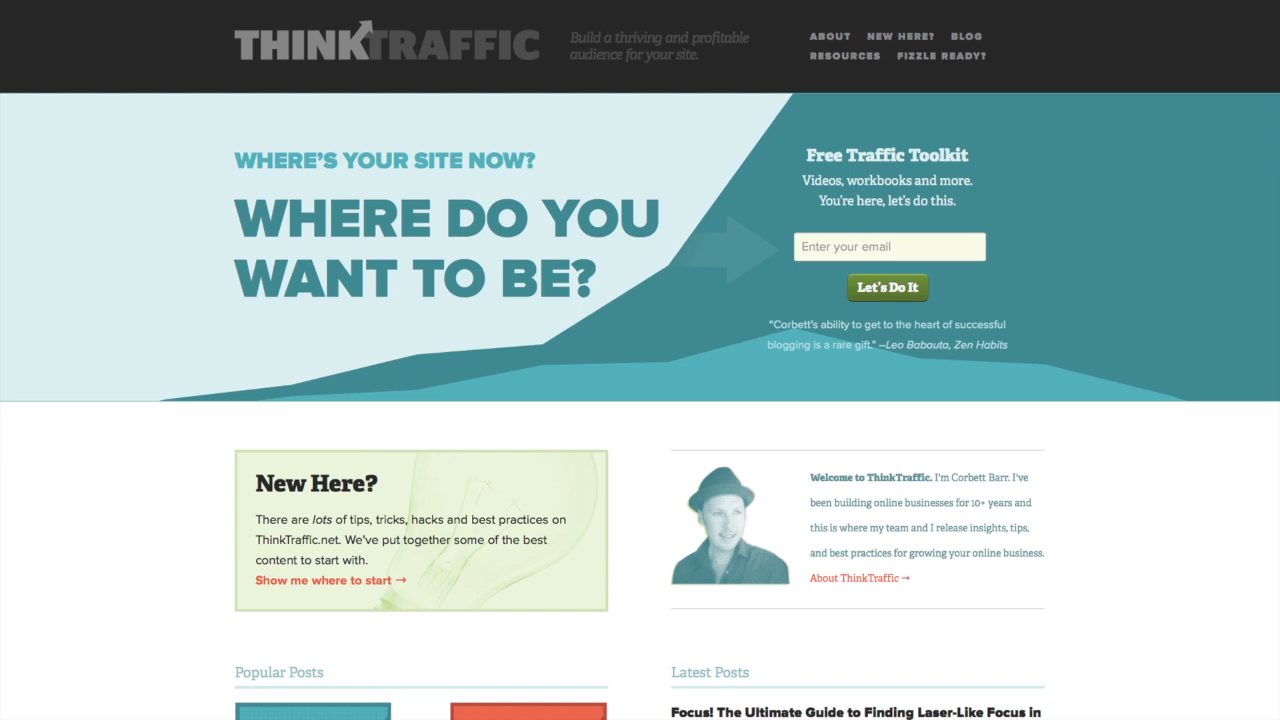 THINKTRAFFIC
Build a thriving and profitable
audience for your site.
ABOUT NEW HERE? BLOG
RESOURCES FIZZLE READY?
WHERE'S YOUR SITE NOW?
WHERE DO YOU
WANT TO BE?
Free Traffic Toolkit
Videos, workbooks and more.
You're here, let's do this.
Enter your email
Let's Do It
“Corbett's ability to get to the heart of successful
blogging is a rare gift.” –Leo Babauta, Zen Habits
New Here?
There are lots of tips, tricks, hacks and best practices on
ThinkTraffic.net. We've put together some of the best
content to start with.
Show me where to start →
Welcome to ThinkTraffic. I'm Corbett Barr. I've
been building online businesses for 10+ years and
this is where my team and I release insights, tips,
and best practices for growing your online business.
About ThinkTraffic →
Popular Posts
Latest Posts
Focus! The Ultimate Guide to Finding Laser-Like Focus in